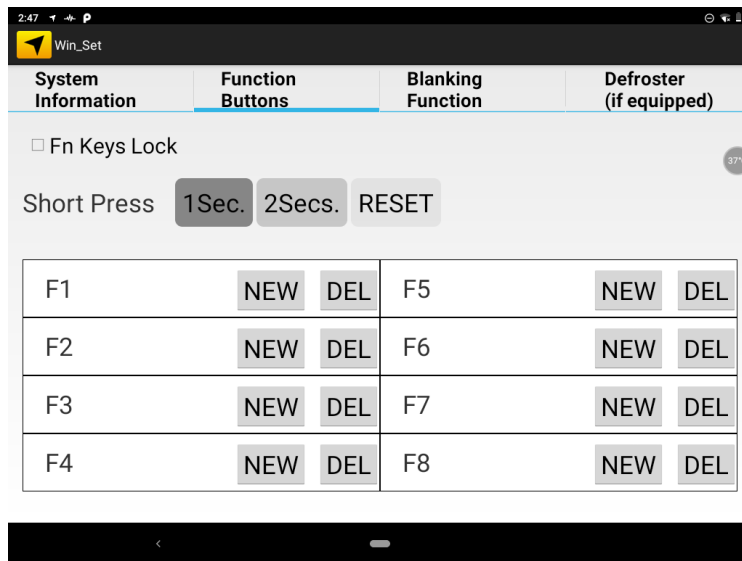 2:47
Win_Set
System Information
Function Buttons
Blanking Function
Defroster (if equipped)
Fn Keys Lock
37°
Short Press 1Sec. 2Secs. RESET
F1 NEW DEL F5 NEW DEL
F2 NEW DEL F6 NEW DEL
F3 NEW DEL F7 NEW DEL
F4 NEW DEL F8 NEW DEL